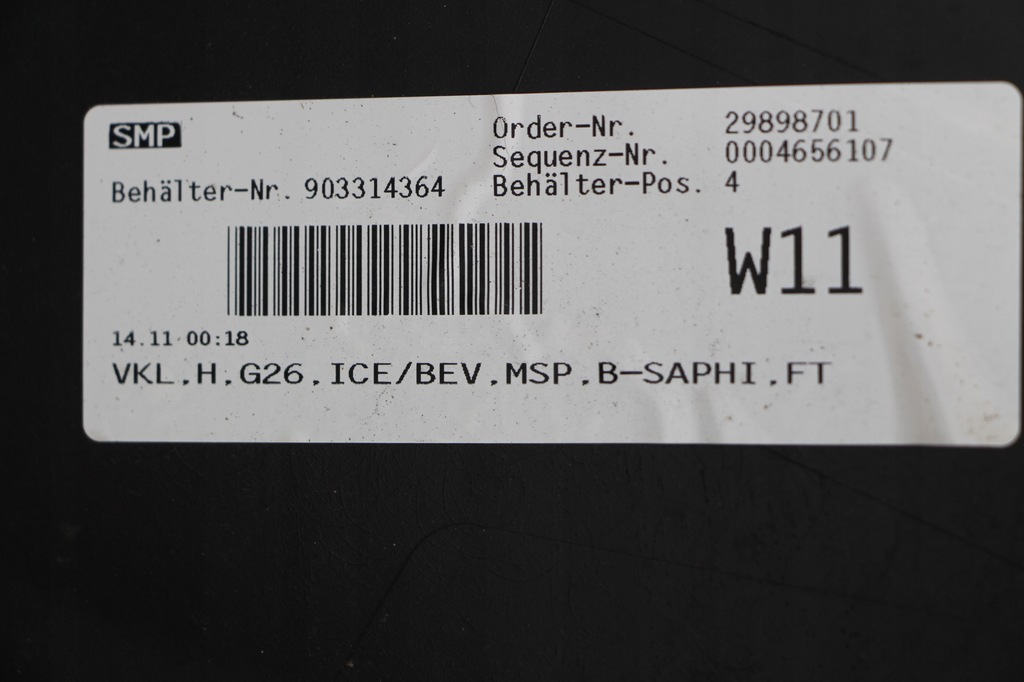 SMP
Order-Nr. 29898701
Sequenz-Nr. 0004656107
Behälter-Nr. 903314364 Behälter-Pos. 4
W11
14.11 00:18
VKL,H,G26,ICE/BEV,MSP,B-SAPHI,FT